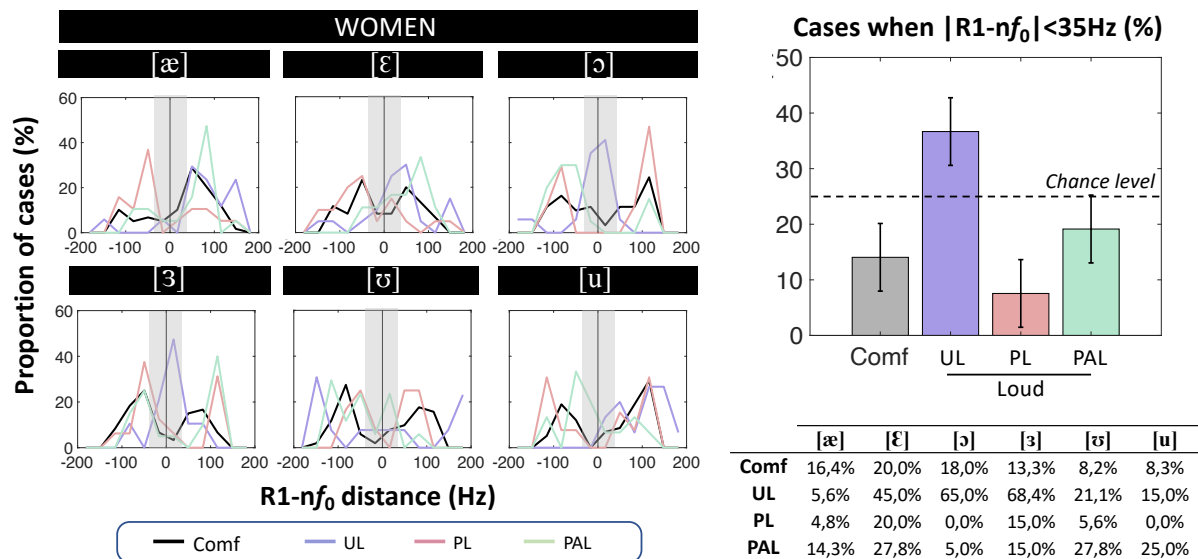 WOMEN
[æ] [ɛ] [ɔ]
Proportion of cases (%)
60
40
20
0
-200 -100 0 100 200
-200 -100 0 100 200
-200 -100 0 100 200
[ɜ] [ʊ] [u]
60
40
20
0
-200 -100 0 100 200
-200 -100 0 100 200
-200 -100 0 100 200
R1-nf0 distance (Hz)
Comf UL PL PAL
Cases when |R1-nf0|<35Hz (%)
50
40
30
20
10
0
Chance level
Comf UL PL PAL
Loud
[æ] [ɛ] [ɔ] [ɜ] [ʊ] [u]
Comf 16,4% 20,0% 18,0% 13,3% 8,2% 8,3%
UL 5,6% 45,0% 65,0% 68,4% 21,1% 15,0%
PL 4,8% 20,0% 0,0% 15,0% 5,6% 0,0%
PAL 14,3% 27,8% 5,0% 15,0% 27,8% 25,0%